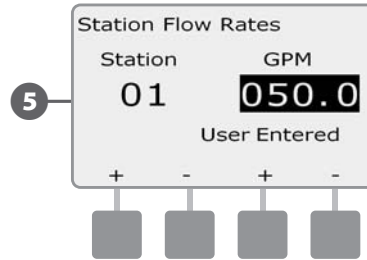 Station Flow Rates
Station GPM
5 01 050.0
User Entered
+ - + -